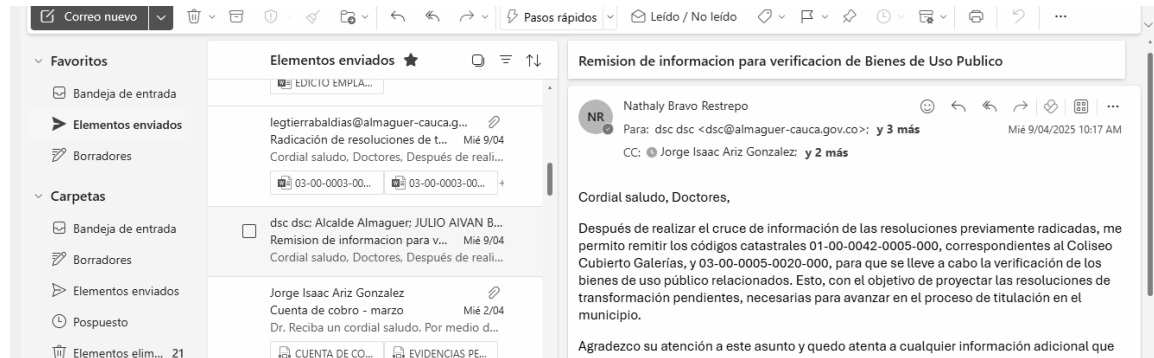 Correo nuevo
Pasos rápidos
Leído / No leído
Favoritos
Bandeja de entrada
Elementos enviados
Borradores
Carpetas
Bandeja de entrada
Borradores
Elementos enviados
Pospuesto
Elementos elim... 21
Elementos enviados
EDICTO EMPLA...
legtierrabaldias@almaguer-cauca.g...
Radicación de resoluciones de t... Mié 9/04
Cordial saludo, Doctores, Después de reali...
03-00-0003-00... 03-00-0003-00... +
dsc dsc; Alcalde Almaguer; JULIO AIVAN B...
Remision de informacion para v... Mié 9/04
Cordial saludo, Doctores, Después de reali...
Jorge Isaac Ariz Gonzalez
Cuenta de cobro - marzo Mié 2/04
Dr. Reciba un cordial saludo. Por medio d...
CUENTA DE CO... EVIDENCIAS PE...
Remision de informacion para verificacion de Bienes de Uso Publico
NR
Nathaly Bravo Restrepo
Para: dsc dsc <dsc@almaguer-cauca.gov.co>; y 3 más Mié 9/04/2025 10:17 AM
CC: Jorge Isaac Ariz Gonzalez; y 2 más
Cordial saludo, Doctores,
Después de realizar el cruce de información de las resoluciones previamente radicadas, me
permito remitir los códigos catastrales 01-00-0042-0005-000, correspondientes al Coliseo
Cubierto Galerías, y 03-00-0005-0020-000, para que se lleve a cabo la verificación de los
bienes de uso público relacionados. Esto, con el objetivo de proyectar las resoluciones de
transformación pendientes, necesarias para avanzar en el proceso de titulación en el
municipio.
Agradezco su atención a este asunto y quedo atenta a cualquier información adicional que